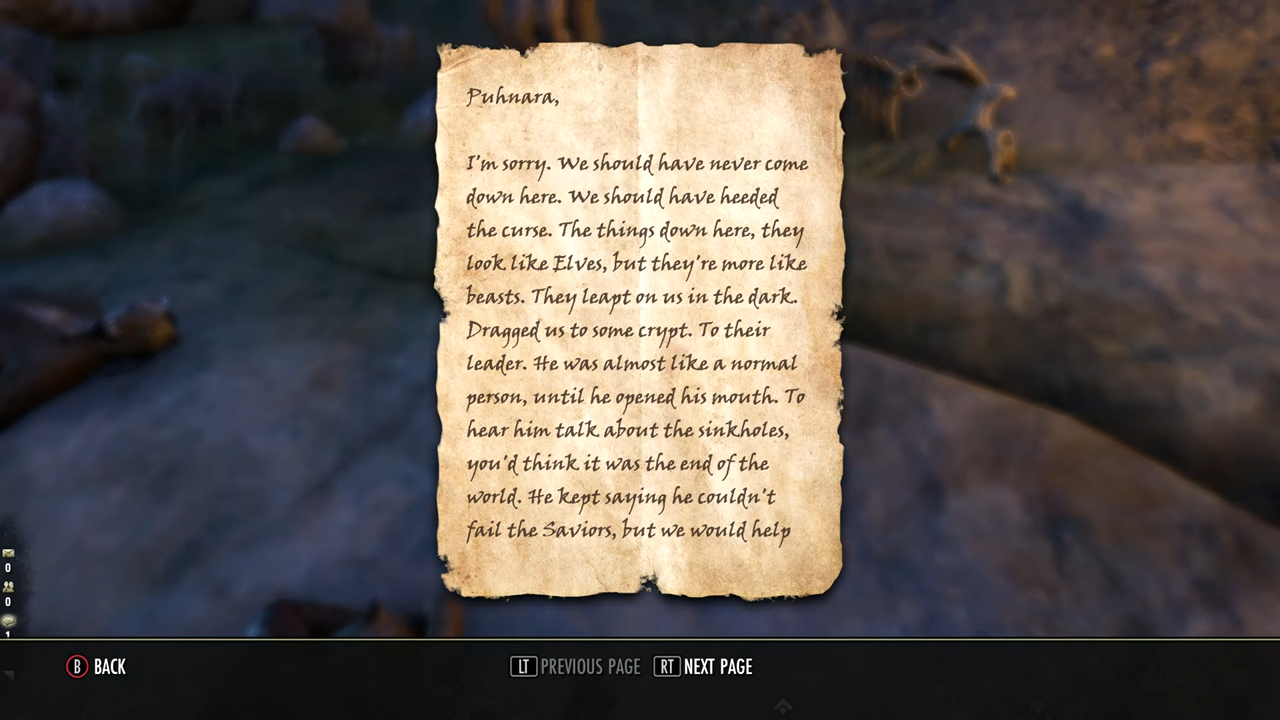 Puhnara,
I'm sorry. We should have never come
down here. We should have heeded
the curse. The things down here, they
look like Elves, but they're more like
beasts. They leapt on us in the dark.
Dragged us to some crypt. To their
leader. He was almost like a normal
person, until he opened his mouth. To
hear him talk about the sinkholes,
you'd think it was the end of the
world. He kept saying he couldn't
fail the Saviors, but we would help
0
0
1
B BACK
LT PREVIOUS PAGE RT NEXT PAGE